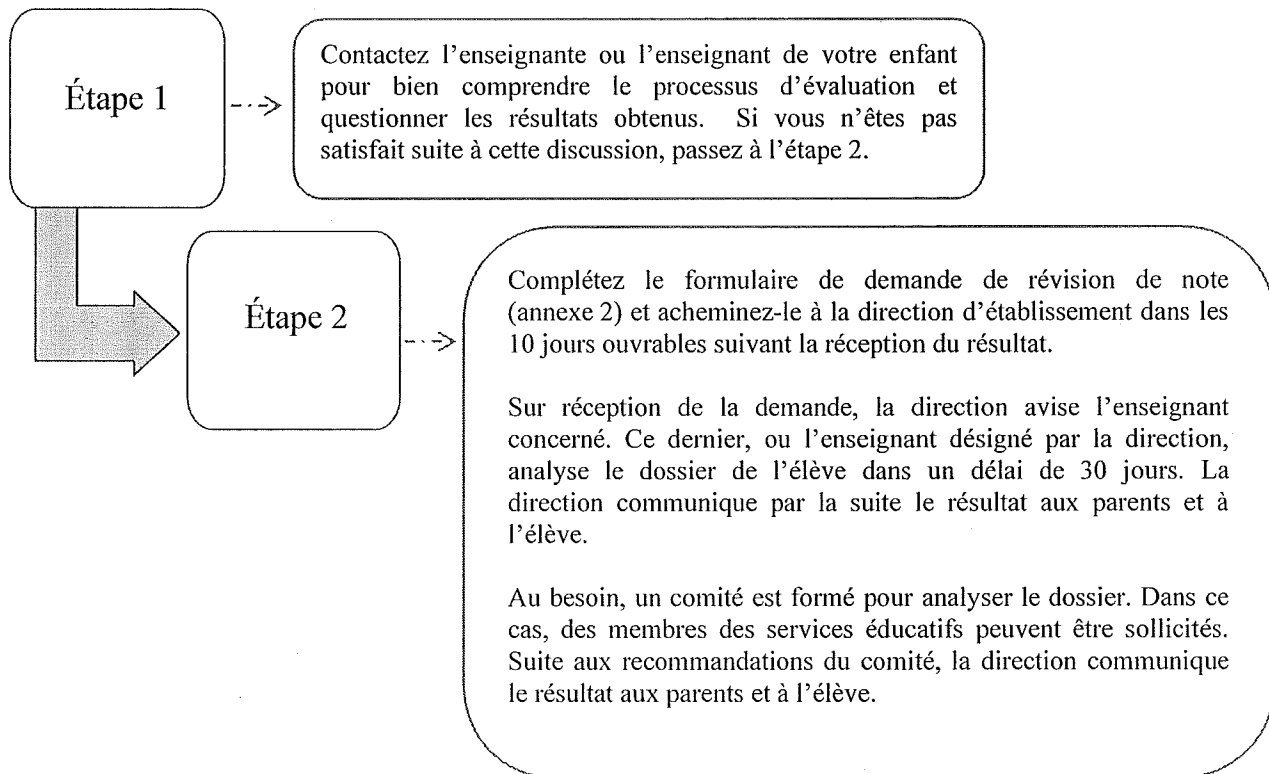 Étape 1
Contactez l'enseignante ou l'enseignant de votre enfant
pour bien comprendre le processus d'évaluation et
questionner les résultats obtenus. Si vous n'êtes pas
satisfait suite à cette discussion, passez à l'étape 2.
Étape 2
Complétez le formulaire de demande de révision de note
(annexe 2) et acheminez-le à la direction d'établissement dans les
10 jours ouvrables suivant la réception du résultat.
Sur réception de la demande, la direction avise l'enseignant
concerné. Ce dernier, ou l'enseignant désigné par la direction,
analyse le dossier de l'élève dans un délai de 30 jours. La
direction communique par la suite le résultat aux parents et à
l'élève.
Au besoin, un comité est formé pour analyser le dossier. Dans ce
cas, des membres des services éducatifs peuvent être sollicités.
Suite aux recommandations du comité, la direction communique
le résultat aux parents et à l'élève.